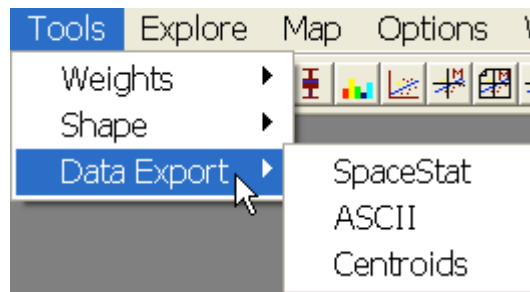 Tools Explore Map Options
Weights
Shape
Data Export
SpaceStat
ASCII
Centroids